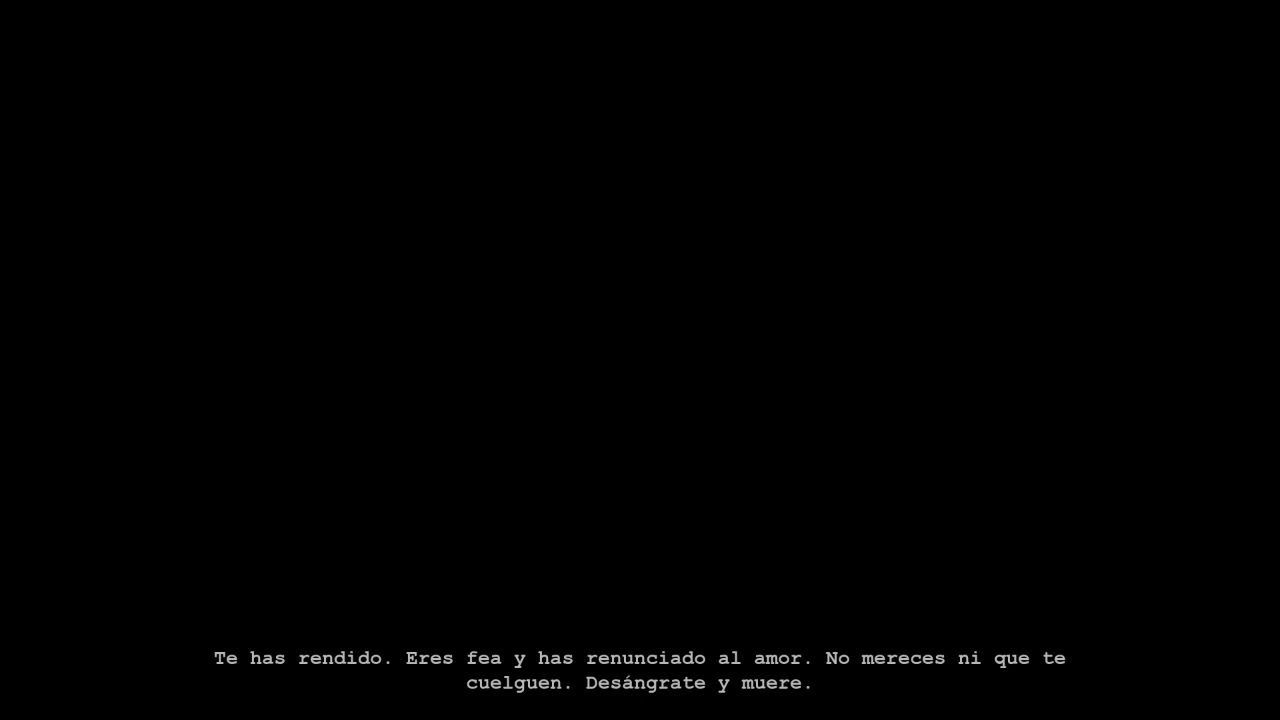 Te has rendido. Eres fea y has renunciado al amor. No mereces ni que te
cuelguen. Desángrate y muere.